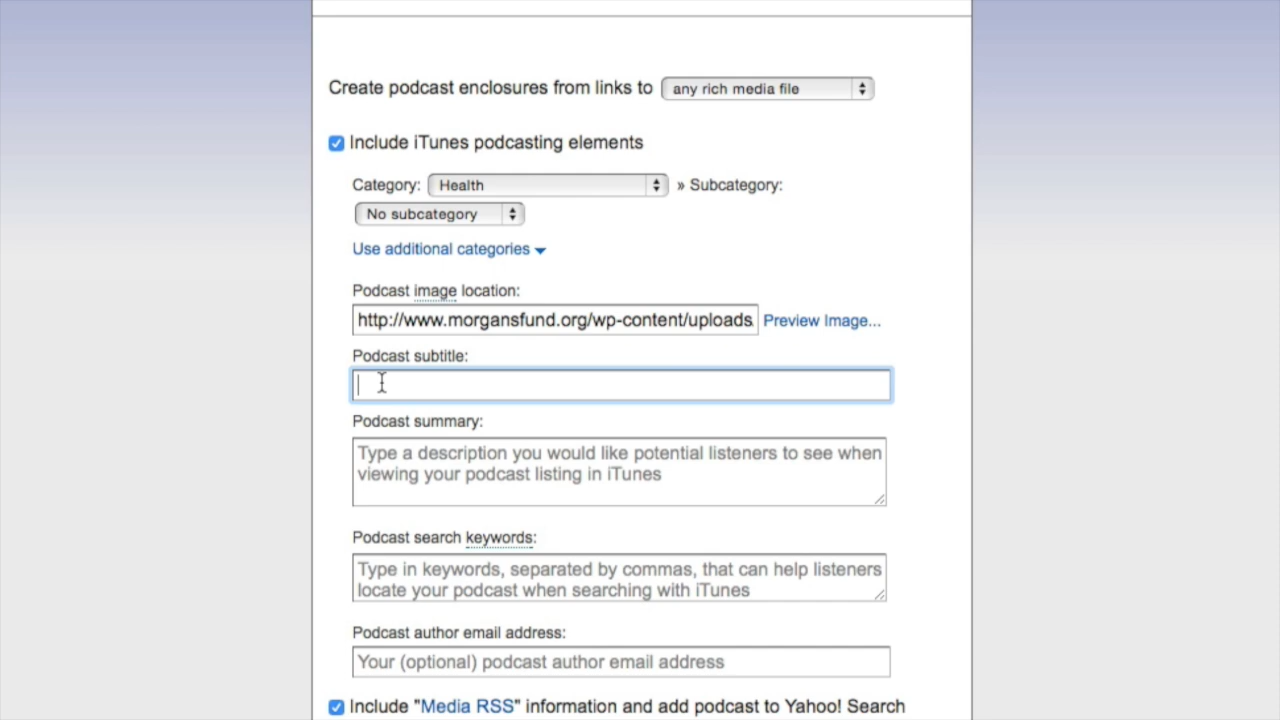 Create podcast enclosures from links to any rich media file
Include iTunes podcasting elements
Category: Health » Subcategory:
No subcategory
Use additional categories
Podcast image location:
http://www.morgansfund.org/wp-content/uploads Preview Image...
Podcast subtitle:
Podcast summary:
Type a description you would like potential listeners to see when
viewing your podcast listing in iTunes
Podcast search keywords:
Type in keywords, separated by commas, that can help listeners
locate your podcast when searching with iTunes
Podcast author email address:
Your (optional) podcast author email address
Include "Media RSS" information and add podcast to Yahoo! Search